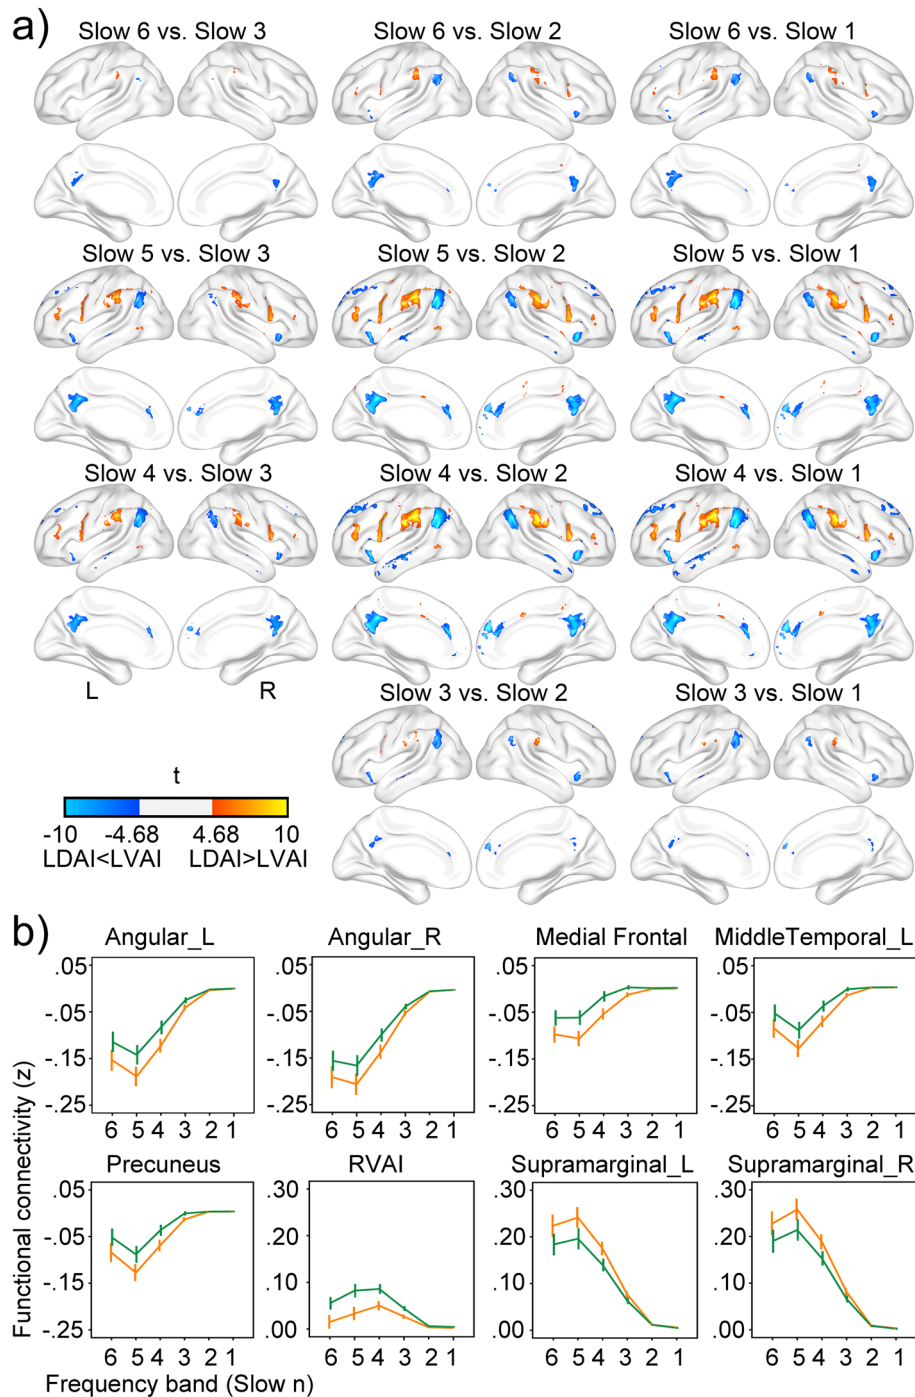 a)
Slow 6 vs. Slow 3
Slow 6 vs. Slow 2
Slow 6 vs. Slow 1
Slow 5 vs. Slow 3
Slow 5 vs. Slow 2
Slow 5 vs. Slow 1
Slow 4 vs. Slow 3
Slow 4 vs. Slow 2
Slow 4 vs. Slow 1
L R
Slow 3 vs. Slow 2
Slow 3 vs. Slow 1
t
-10 -4.68 4.68 10
LDAI<LVAI LDAI>LVAI
b)
Functional connectivity (z)
Angular_L
.05
-.05
-.15
-.25
6 5 4 3 2 1
Angular_R
.05
-.05
-.15
-.25
6 5 4 3 2 1
Medial Frontal
.05
-.05
-.15
-.25
6 5 4 3 2 1
MiddleTemporal_L
.05
-.05
-.15
-.25
6 5 4 3 2 1
Precuneus
.05
-.05
-.15
-.25
6 5 4 3 2 1
RVAI
.30
.20
.10
.00
6 5 4 3 2 1
Supramarginal_L
.30
.20
.10
.00
6 5 4 3 2 1
Supramarginal_R
.30
.20
.10
.00
6 5 4 3 2 1
Frequency band (Slow n)